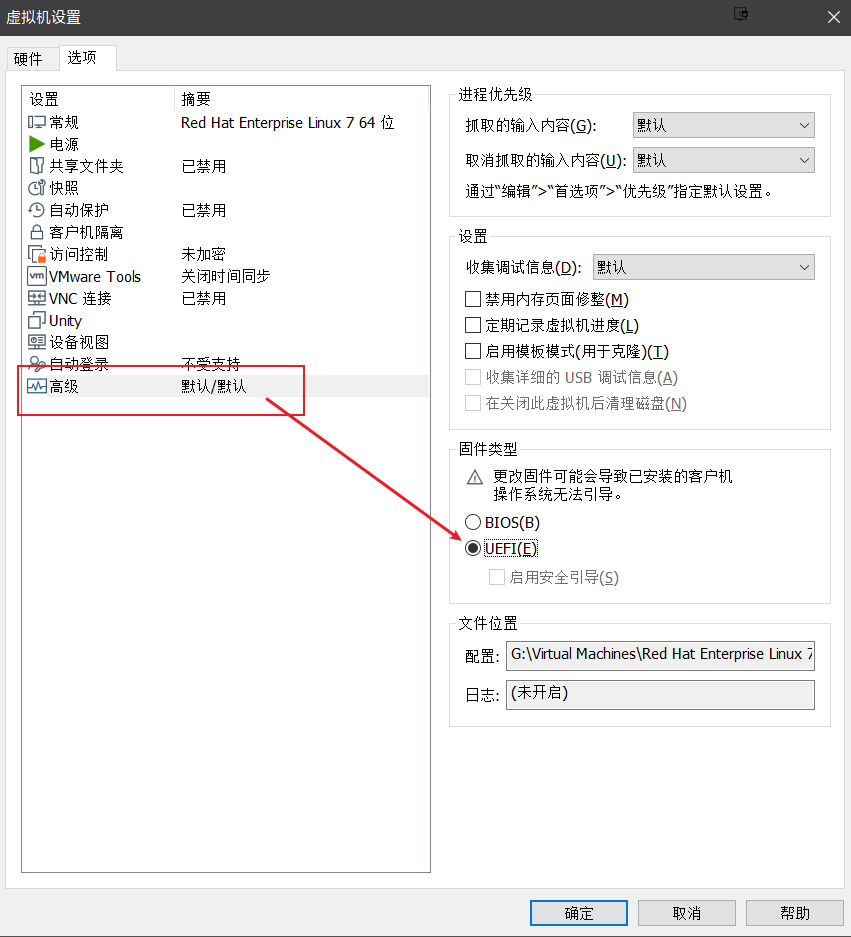 虚拟机设置
硬件 选项
设置 摘要
常规 Red Hat Enterprise Linux 7 64 位
电源
共享文件夹 已禁用
快照
自动保护 已禁用
客户机隔离
访问控制 未加密
VMware Tools 关闭时间同步
VNC 连接 已禁用
Unity
设备视图
自动登录 不受支持
高级 默认/默认
进程优先级
抓取的输入内容(G): 默认
取消抓取的输入内容(U): 默认
通过“编辑”>“首选项”>“优先级”指定默认设置。
设置
收集调试信息(D): 默认
禁用内存页面修整(M)
定期记录虚拟机进度(L)
启用模板模式(用于克隆)(T)
收集详细的 USB 调试信息(A)
在关闭此虚拟机后清理磁盘(N)
固件类型
更改固件可能会导致已安装的客户机
操作系统无法引导。
BIOS(B)
UEFI(E)
启用安全引导(S)
文件位置
配置: G:\Virtual Machines\Red Hat Enterprise Linux 7
日志: (未开启)
确定 取消 帮助